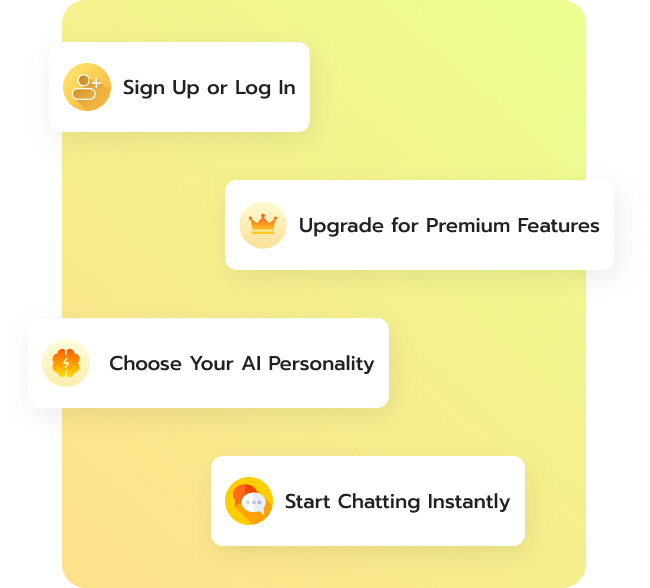 Sign Up or Log In
Upgrade for Premium Features
Choose Your AI Personality
Start Chatting Instantly